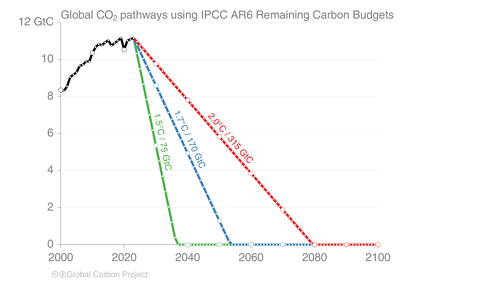 Global CO₂ pathways using IPCC AR6 Remaining Carbon Budgets
12 GtC
10
8
6
4
2
0
1.5°C / 75 GtC
1.7°C / 170 GtC
2.0°C / 315 GtC
2000 2020 2040 2060 2080 2100
Global Carbon Project